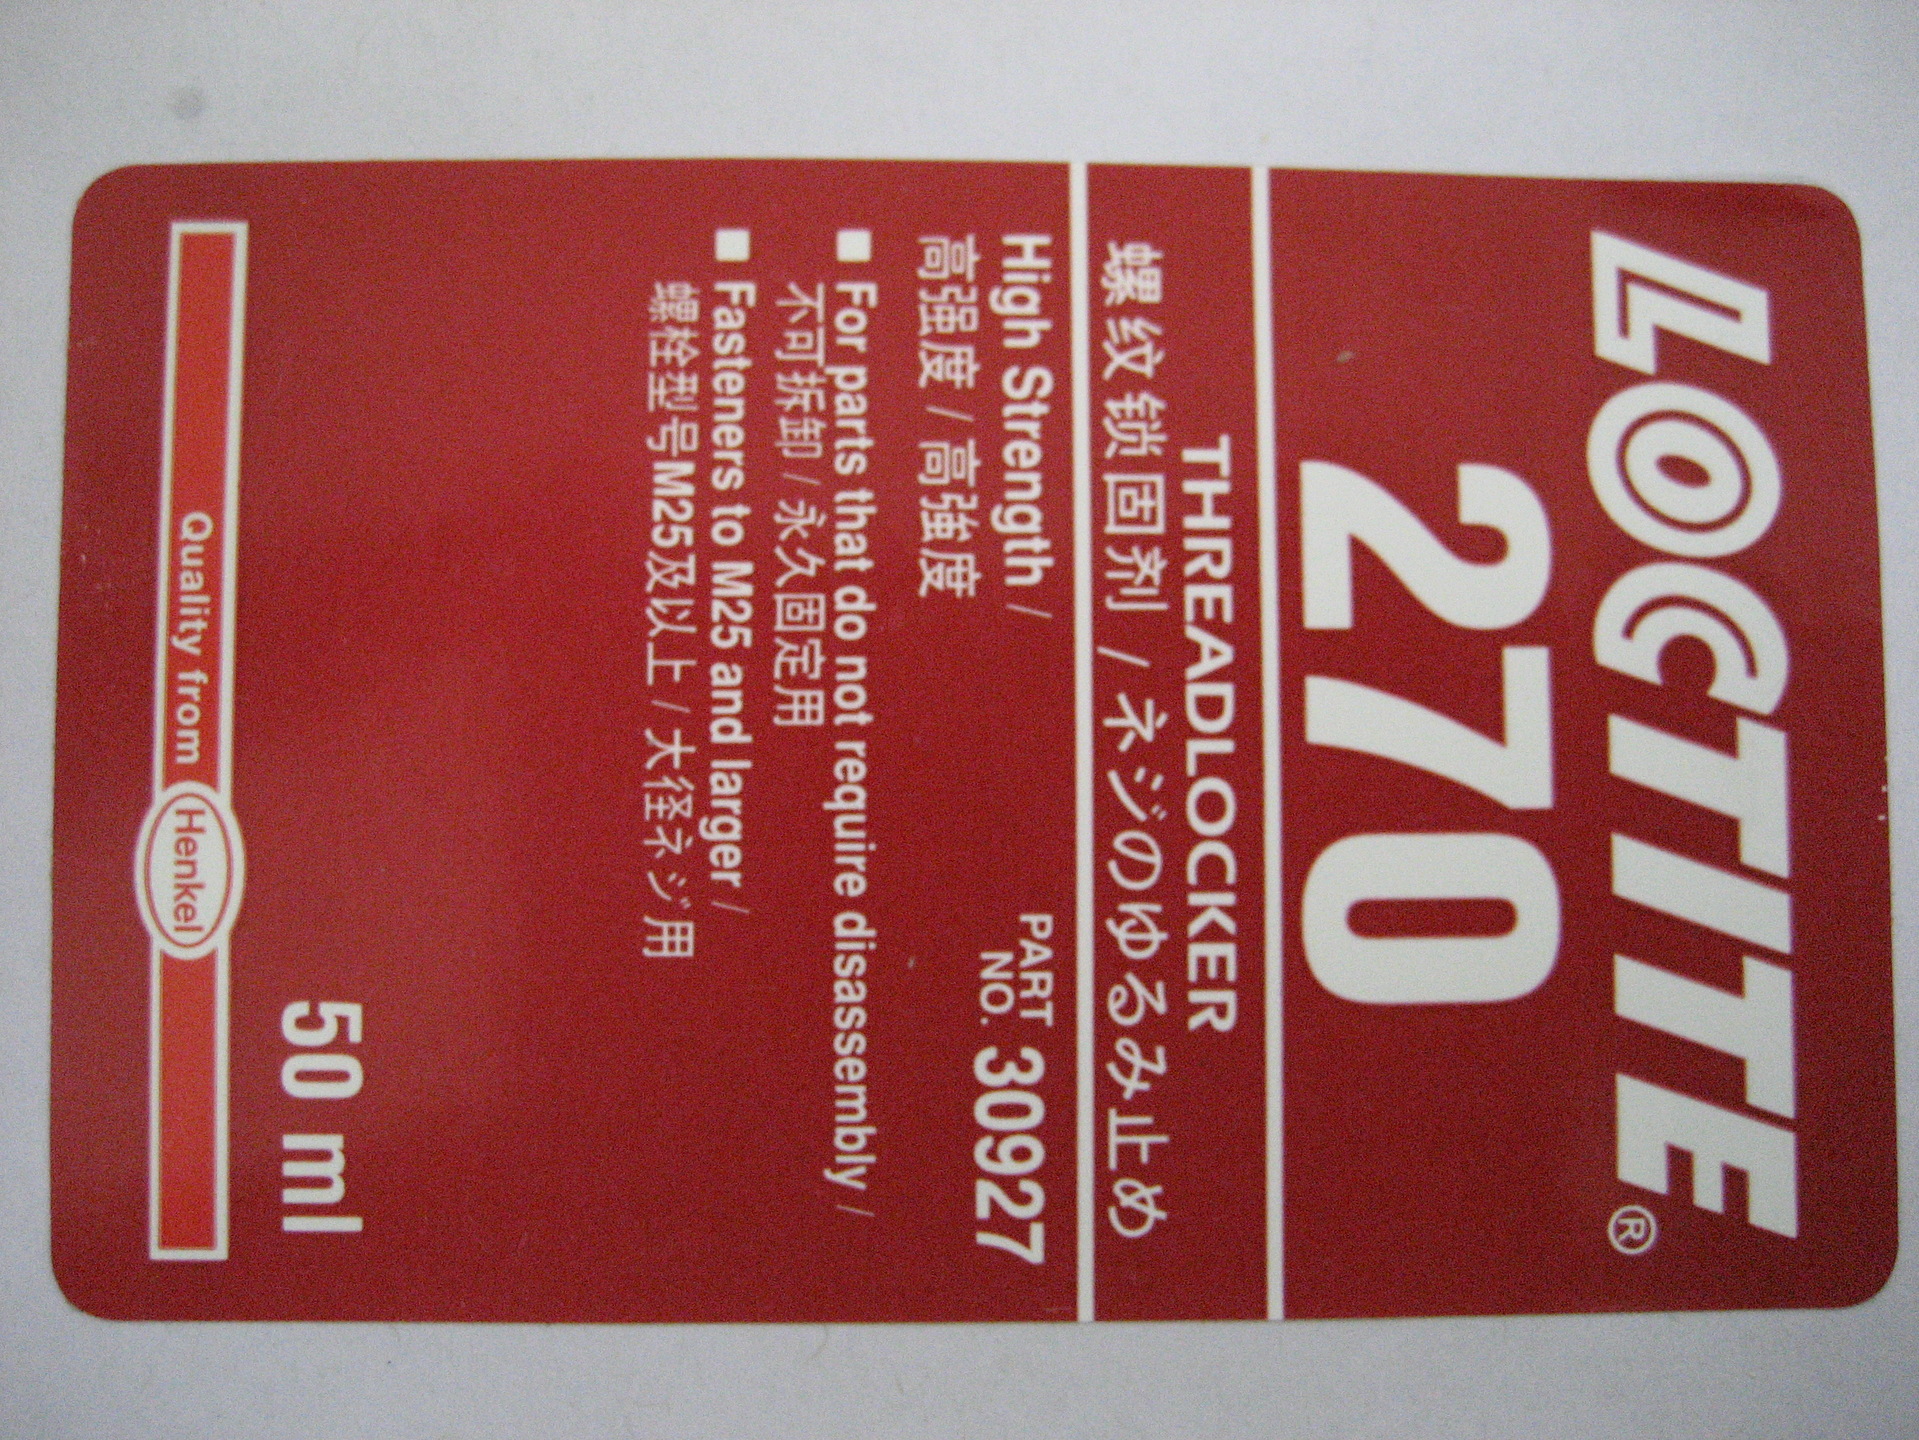 LOCTITE®
270
THREADLOCKER
螺纹锁固剂 / ネジのゆるみ止め
High Strength /
高强度 / 高強度
PART NO. 30927
■ For parts that do not require disassembly /
不可拆卸 / 永久固定用
■ Fasteners to M25 and larger /
螺栓型号M25及以上 / 大径ネジ用
50 ml
Quality from Henkel